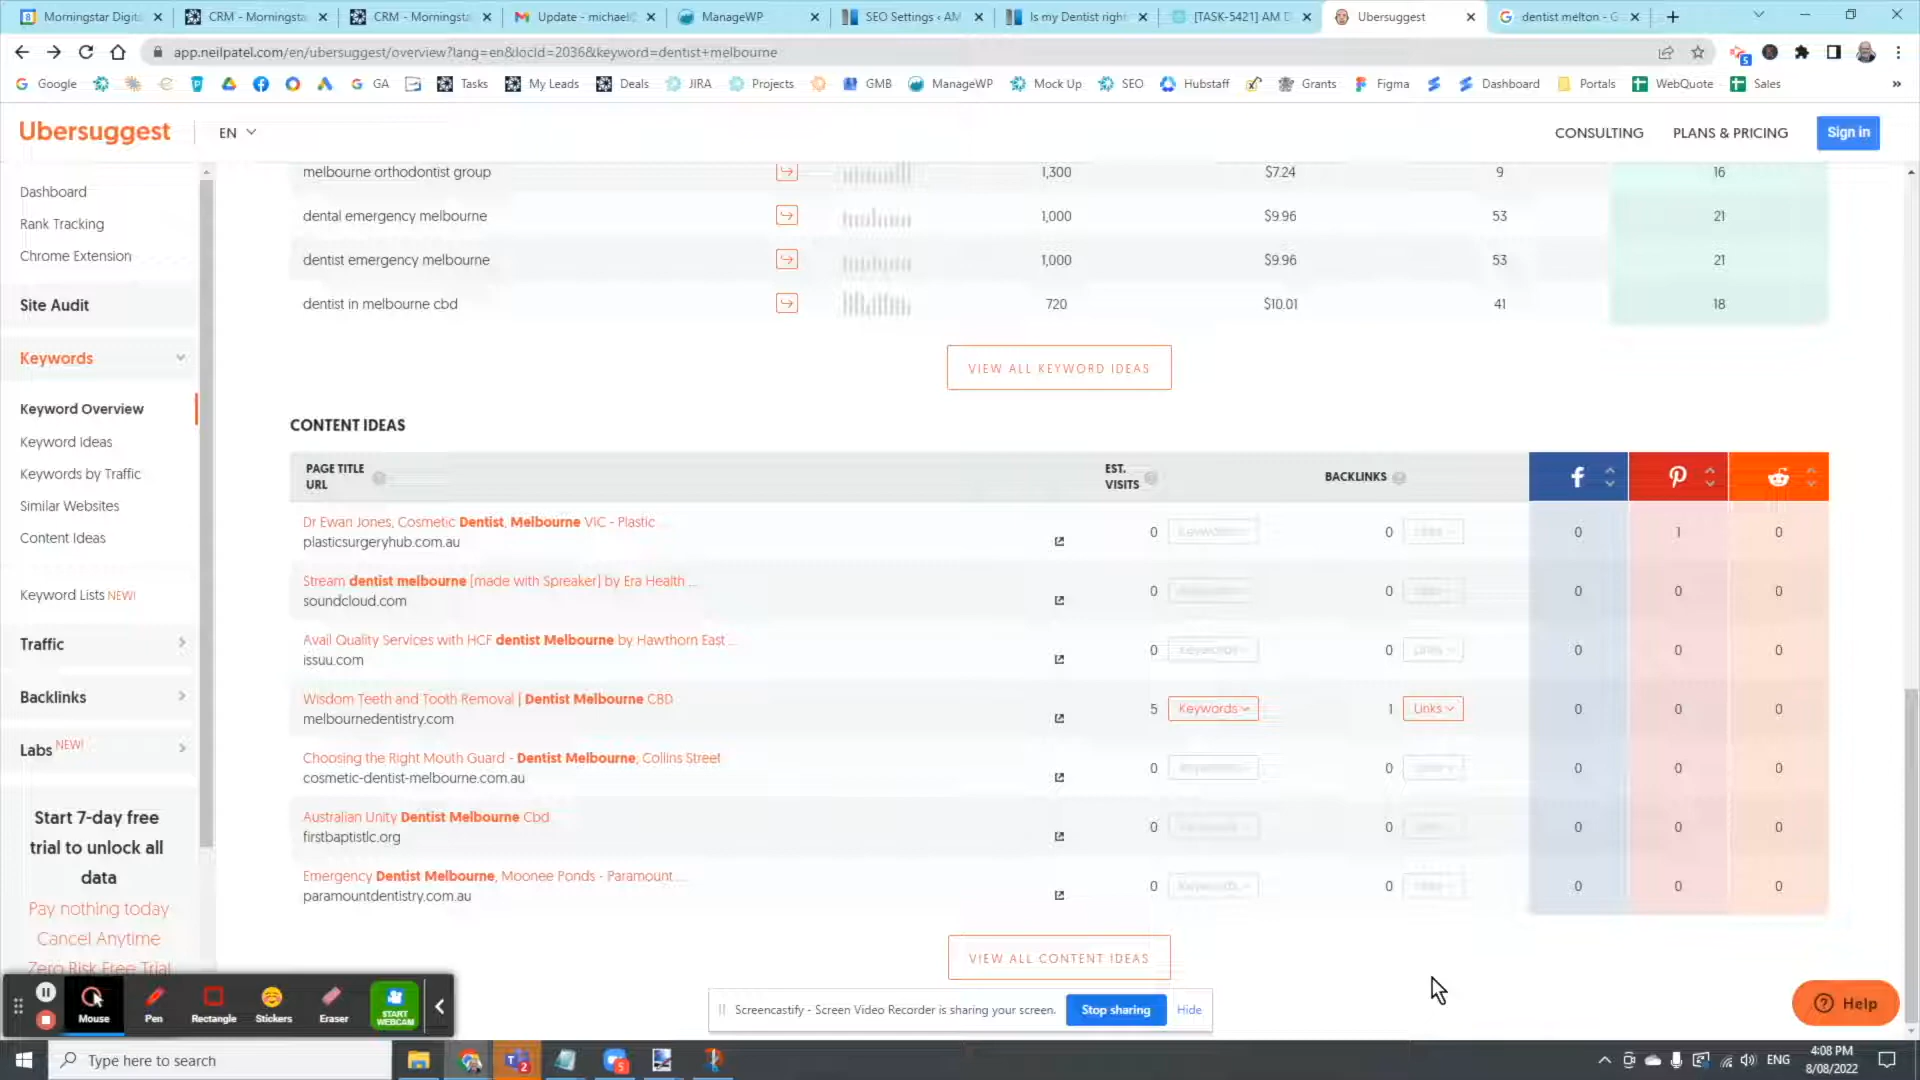 Morningstar Digit
CRM - Morningsta
CRM - Morningsta
Update - michael
ManageWP
SEO Settings ‹ AM
Is my Dentist right
[TASK-5421] AM D
Ubersuggest
dentist melton - G
app.neilpatel.com/en/ubersuggest/overview?lang=en&locId=2036&keyword=dentist+melbourne
Google
GA
Tasks
My Leads
Deals
JIRA
Projects
GMB
ManageWP
Mock Up
SEO
Hubstaff
Grants
Figma
Dashboard
Portals
WebQuote
Sales
Ubersuggest
EN
CONSULTING
PLANS & PRICING
Sign in
Dashboard
Rank Tracking
Chrome Extension
Site Audit
Keywords
Keyword Overview
Keyword Ideas
Keywords by Traffic
Similar Websites
Content Ideas
Keyword Lists NEW!
Traffic
Backlinks
Labs NEW!
Start 7-day free
trial to unlock all
data
Pay nothing today
Cancel Anytime
Zero Risk Free Trial
melbourne orthodontist group 1,300 $7.24 9 16
dental emergency melbourne 1,000 $9.96 53 21
dentist emergency melbourne 1,000 $9.96 53 21
dentist in melbourne cbd 720 $10.01 41 18
VIEW ALL KEYWORD IDEAS
CONTENT IDEAS
PAGE TITLE
URL
EST.
VISITS
BACKLINKS
Dr Ewan Jones, Cosmetic Dentist, Melbourne VIC - Plastic ...
plasticsurgeryhub.com.au
0 Keywords 0 0 1 0
Stream dentist melbourne [made with Spreaker] by Era Health ...
soundcloud.com
0 0 0 0 0
Avail Quality Services with HCF dentist Melbourne by Hawthorn East ...
issuu.com
0 Keywords 0 Links 0 0 0
Wisdom Teeth and Tooth Removal | Dentist Melbourne CBD
melbournedentistry.com
5 Keywords 1 Links 0 0 0
Choosing the Right Mouth Guard - Dentist Melbourne, Collins Street
cosmetic-dentist-melbourne.com.au
0 Keywords 0 0 0 0
Australian Unity Dentist Melbourne Cbd
firstbaptistlc.org
0 0 0 0 0
Emergency Dentist Melbourne, Moonee Ponds - Paramount ...
paramountdentistry.com.au
0 Keywords 0 0 0 0
VIEW ALL CONTENT IDEAS
Mouse
Pen
Rectangle
Stickers
Eraser
START
WEBCAM
Screencastify - Screen Video Recorder is sharing your screen.
Stop sharing
Hide
Help
Type here to search
ENG
4:08 PM
8/08/2022